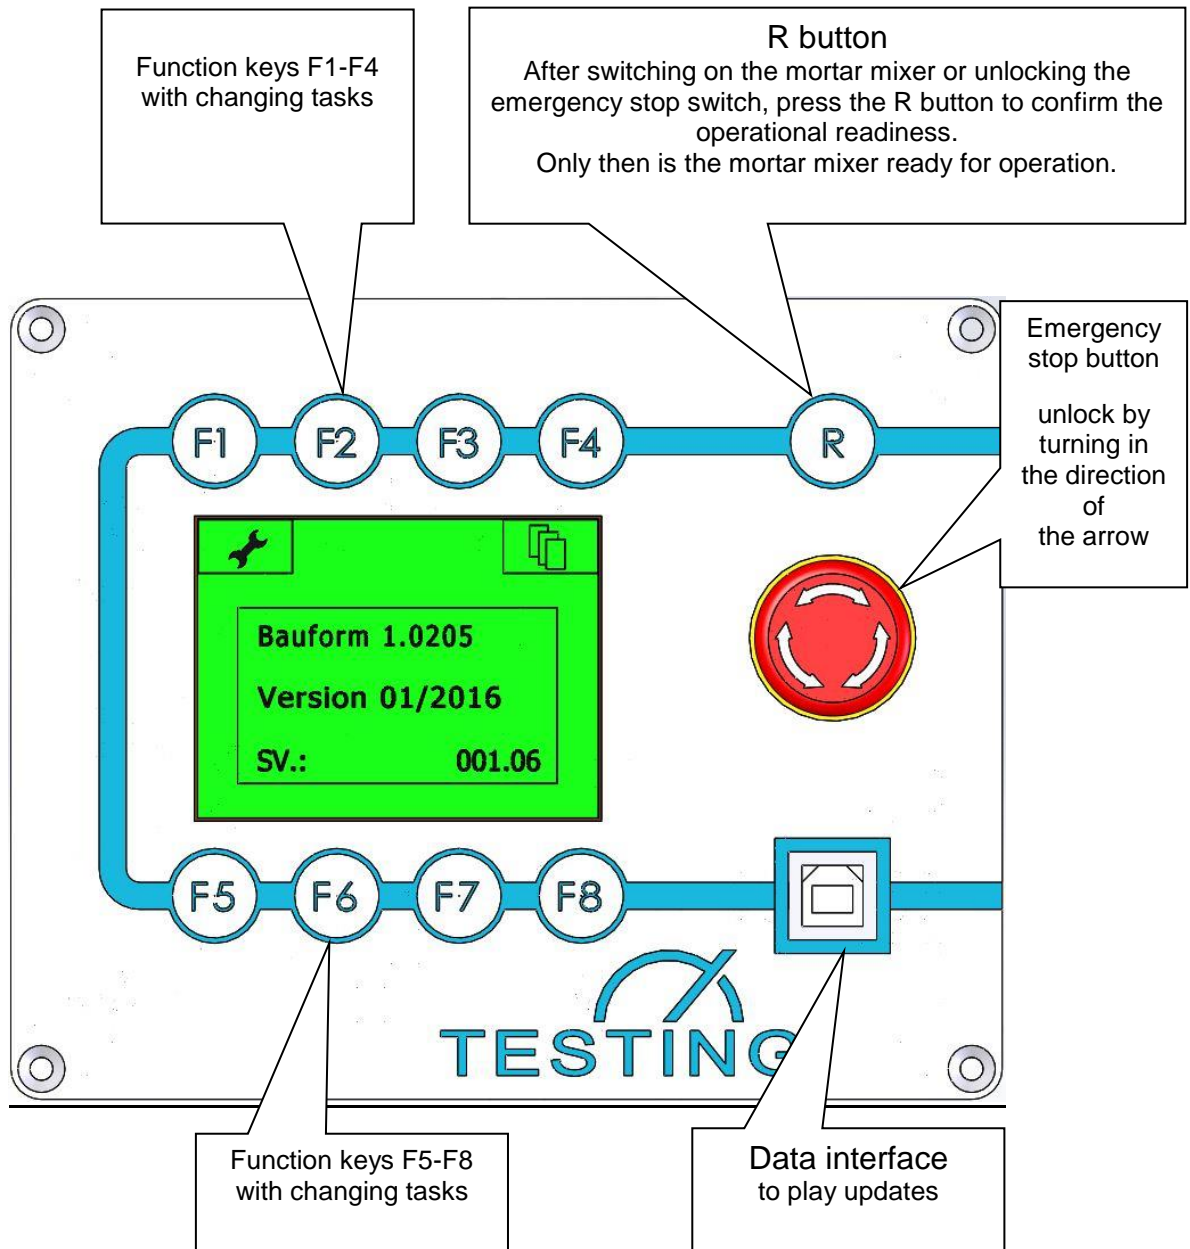 Function keys F1-F4
with changing tasks
R button
After switching on the mortar mixer or unlocking the
emergency stop switch, press the R button to confirm the
operational readiness.
Only then is the mortar mixer ready for operation.
Emergency
stop button
unlock by
turning in
the direction
of
the arrow
F1 F2 F3 F4 R
Bauform 1.0205
Version 01/2016
SV.: 001.06
F5 F6 F7 F8
TESTING
Function keys F5-F8
with changing tasks
Data interface
to play updates